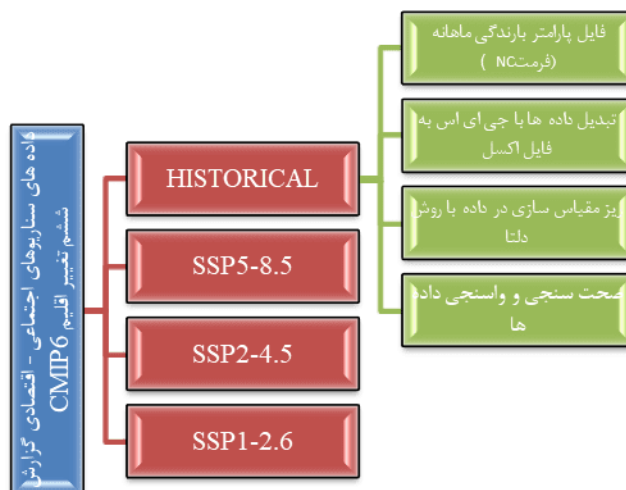 داده های سناریوهای اجتماعی - اقتصادی گزارش
ششم تغییر اقلیم CMIP6
HISTORICAL
SSP5-8.5
SSP2-4.5
SSP1-2.6
فایل پارامتر بارندگی ماهانه
(فرمتNC )
تبدیل داده ها با جی ای اس به
فایل اکسل
ریز مقیاس سازی در داده با روش
دلتا
صحت سنجی و واسنجی داده
ها